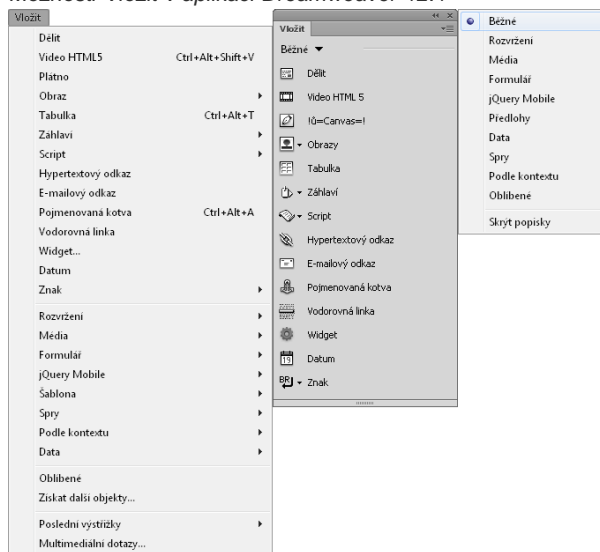 Možnosti Vložit v aplikaci Dreamweaver 12.1
Vložit
Dělit
Video HTML5 Ctrl+Alt+Shift+V
Plátno
Obraz
Tabulka Ctrl+Alt+T
Záhlaví
Script
Hypertextový odkaz
E-mailový odkaz
Pojmenovaná kotva Ctrl+Alt+A
Vodorovná linka
Widget...
Datum
Znak
Rozvržení
Média
Formulář
jQuery Mobile
Šablona
Spry
Podle kontextu
Data
Oblíbené
Získat další objekty...
Poslední výstřižky
Multimediální dotazy...
Vložit
Běžné
Dělit
Video HTML 5
!û=Canvas=!
Obrazy
Tabulka
Záhlaví
Script
Hypertextový odkaz
E-mailový odkaz
Pojmenovaná kotva
Vodorovná linka
Widget
19 Datum
BR Znak
Běžné
Rozvržení
Média
Formulář
jQuery Mobile
Předlohy
Data
Spry
Podle kontextu
Oblíbené
Skrýt popisky